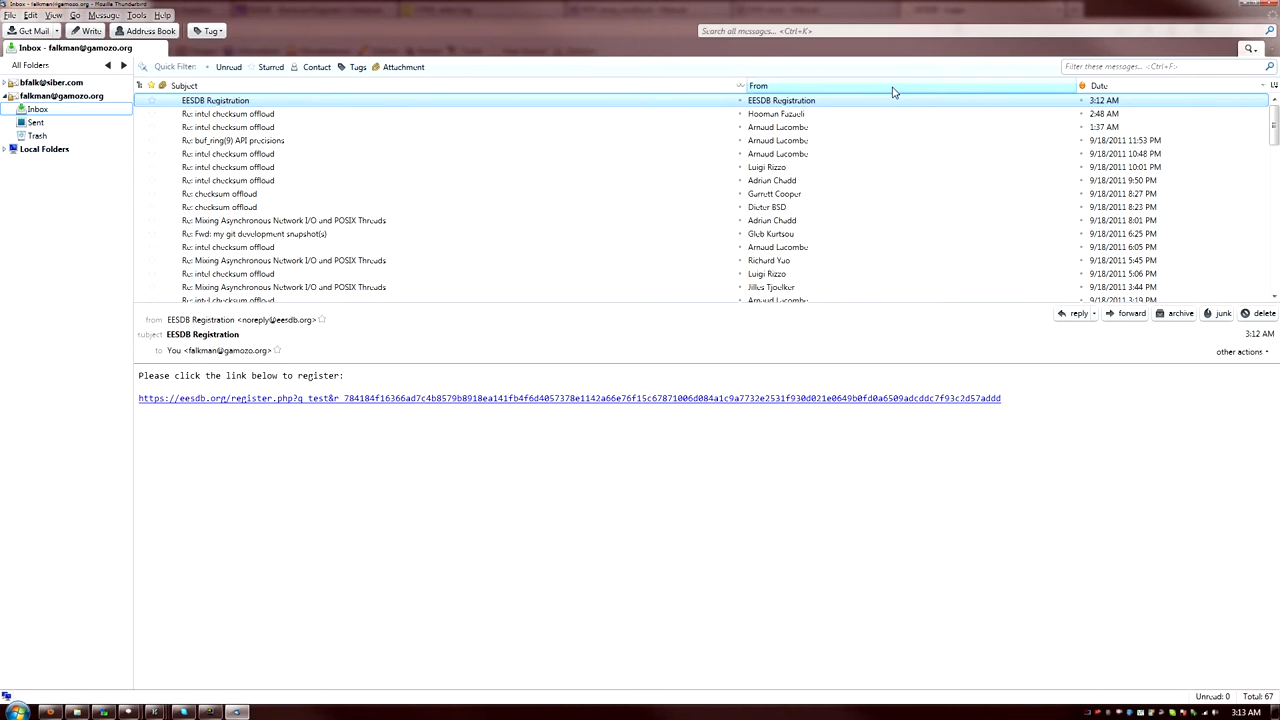 Inbox - falkman@gamozo.org - Mozilla Thunderbird
File Edit View Go Message Tools Help
Get Mail Write Address Book Tag
Search all messages... <Ctrl+K>
Inbox - falkman@gamozo.org
All Folders
Quick Filter: Unread Starred Contact Tags Attachment
Filter these messages... <Ctrl+F>
bfalk@siber.com
falkman@gamozo.org
Inbox
Sent
Trash
Local Folders
Subject From Date
EESDB Registration EESDB Registration 3:12 AM
Re: intel checksum offload Hooman Fazaeli 2:48 AM
Re: intel checksum offload Arnaud Lacombe 1:37 AM
Re: buf_ring(9) API precisions Arnaud Lacombe 9/18/2011 11:53 PM
Re: intel checksum offload Arnaud Lacombe 9/18/2011 10:48 PM
Re: intel checksum offload Luigi Rizzo 9/18/2011 10:01 PM
Re: intel checksum offload Adrian Chadd 9/18/2011 9:50 PM
Re: checksum offload Garrett Cooper 9/18/2011 8:27 PM
Re: checksum offload Dieter BSD 9/18/2011 8:23 PM
Re: Mixing Asynchronous Network I/O and POSIX Threads Adrian Chadd 9/18/2011 8:01 PM
Re: Fwd: my git development snapshot(s) Gleb Kurtsou 9/18/2011 6:25 PM
Re: intel checksum offload Arnaud Lacombe 9/18/2011 6:05 PM
Re: Mixing Asynchronous Network I/O and POSIX Threads Richard Yao 9/18/2011 5:45 PM
Re: intel checksum offload Luigi Rizzo 9/18/2011 5:06 PM
Re: Mixing Asynchronous Network I/O and POSIX Threads Jilles Tjoelker 9/18/2011 3:44 PM
Re: intel checksum offload Arnaud Lacombe 9/18/2011 3:19 PM
from EESDB Registration <noreply@eesdb.org>
reply forward archive junk delete
subject EESDB Registration 3:12 AM
to You <falkman@gamozo.org>
other actions
Please click the link below to register:
https://eesdb.org/register.php?q_test&r_784184f16366ad7c4b8579b8918ea141fb4f6d4057378e1142a66e76f15c67871006d084a1c9a7732e2531f930d021e0649b0fd0a6509adcddc7f93c2d57addd
Unread: 0 Total: 67
3:13 AM